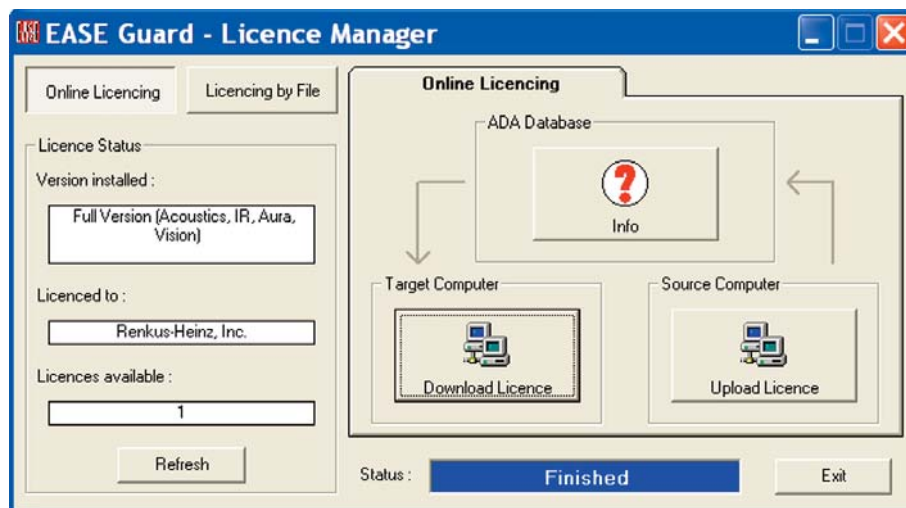 EASE Guard - Licence Manager
Online Licencing
Licencing by File
Licence Status
Version installed :
Full Version (Acoustics, IR, Aura,
Vision)
Licenced to :
Renkus-Heinz, Inc.
Licences available :
1
Refresh
Online Licencing
ADA Database
?
Info
Target Computer
Download Licence
Source Computer
Upload Licence
Status :
Finished
Exit